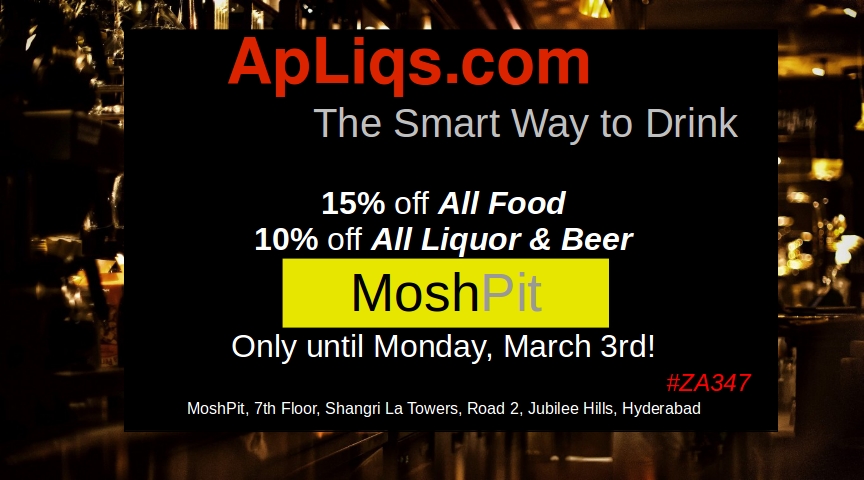 ApLiqs.com
The Smart Way to Drink
15% off All Food
10% off All Liquor & Beer
MoshPit
Only until Monday, March 3rd!
#ZA347
MoshPit, 7th Floor, Shangri La Towers, Road 2, Jubilee Hills, Hyderabad